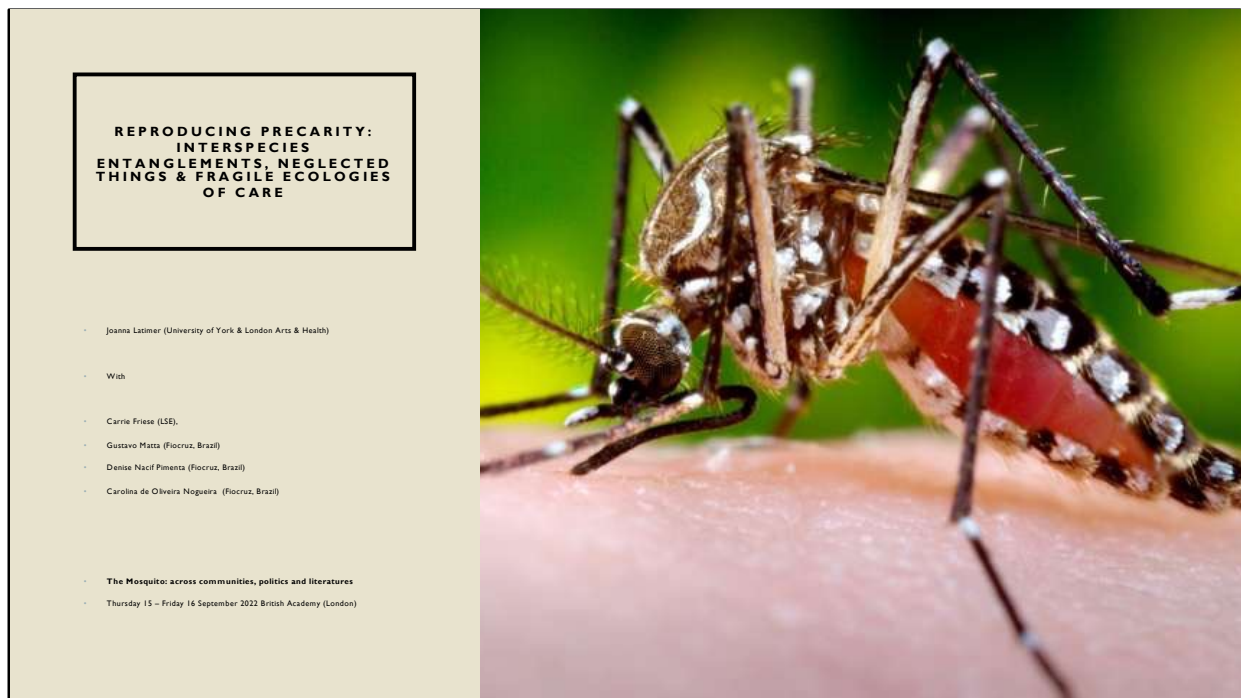 REPRODUCING PRECARITY:
INTERSPECIES
ENTANGLEMENTS, NEGLECTED
THINGS & FRAGILE ECOLOGIES
OF CARE
Joanna Latimer (University of York & London Arts & Health)
With
Carrie Friese (LSE),
Gustavo Matta (Fiocruz, Brazil)
Denise Nacif Pimenta (Fiocruz, Brazil)
Carolina de Oliveira Nogueira (Fiocruz, Brazil)
The Mosquito: across communities, politics and literatures
Thursday 15 – Friday 16 September 2022 British Academy (London)